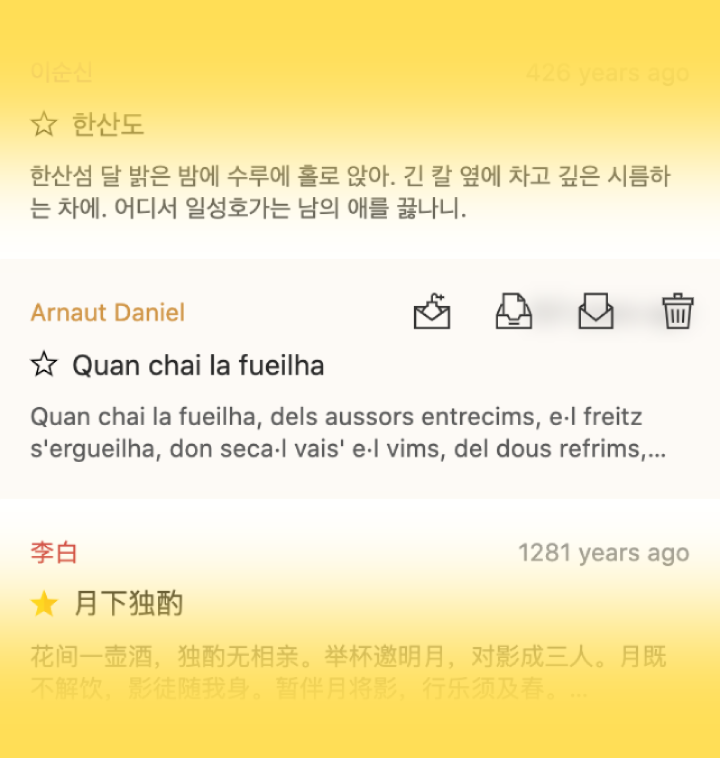 이순신
426 years ago
한산도
한산섬 달 밝은 밤에 수루에 홀로 앉아. 긴 칼 옆에 차고 깊은 시름하
는 차에. 어디서 일성호가는 남의 애를 끓나니.
Arnaut Daniel
Quan chai la fueilha
Quan chai la fueilha, dels aussors entrecims, e·l freitz
s'ergueilha, don seca·l vais' e·l vims, del dous refrims,...
李白
1281 years ago
月下独酌
花间一壶酒，独酌无相亲。举杯邀明月，对影成三人。月既
不解饮，影徒随我身。暂伴月将影，行乐须及春。...